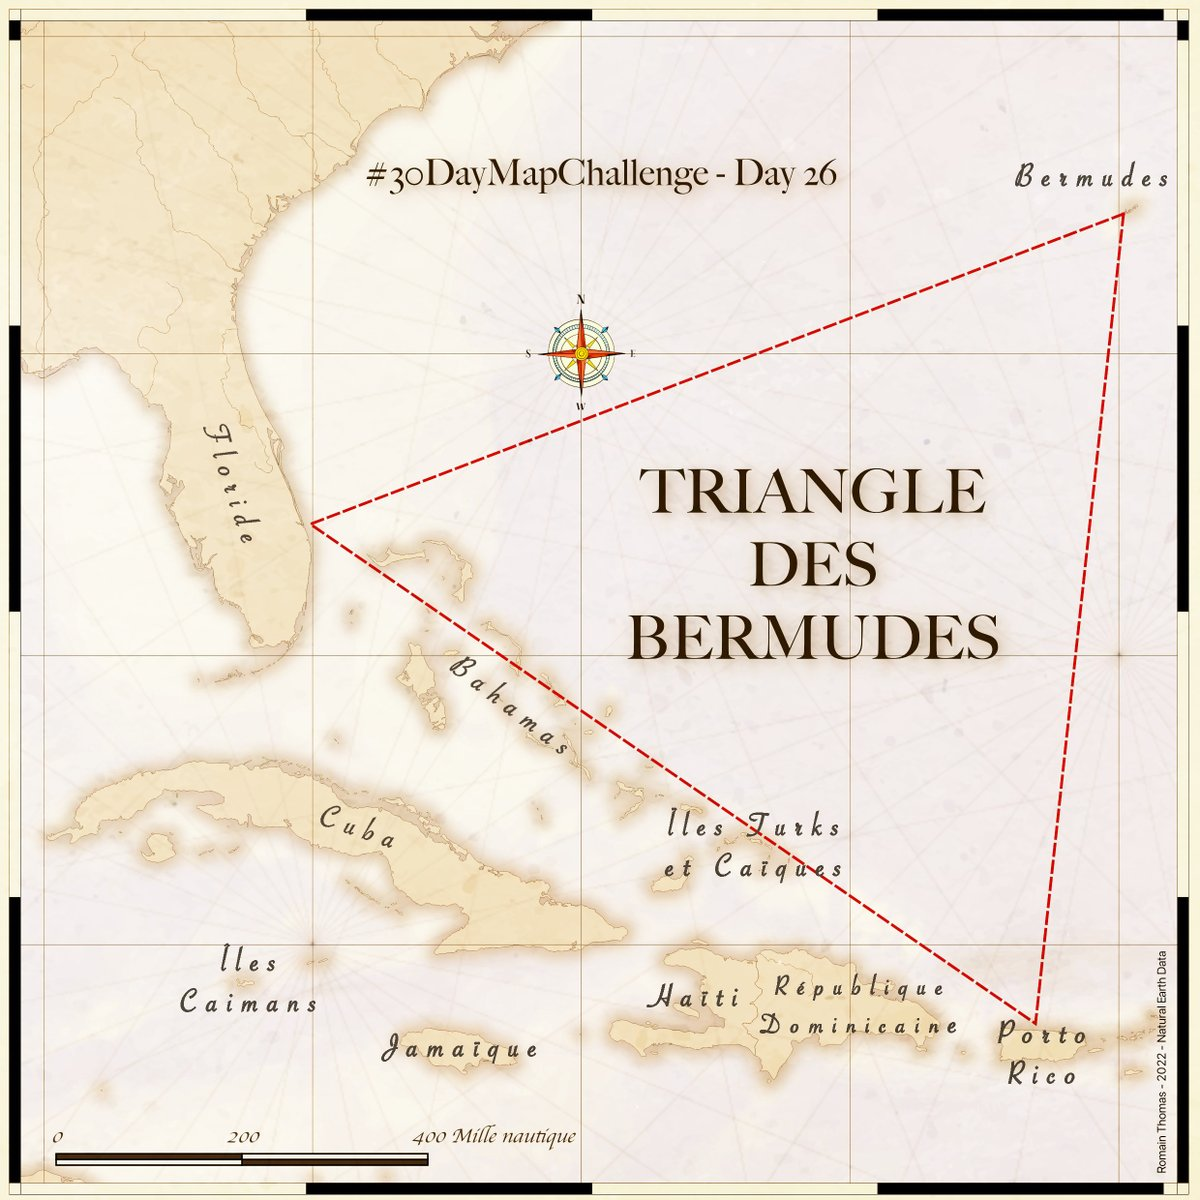 #30DayMapChallenge - Day 26
Bermudes
N
S
E
W
Floride
TRIANGLE
DES
BERMUDES
Bahamas
Cuba
Îles Turks
et Caïques
Îles
Caimans
Haïti
République
Dominicaine
Jamaïque
Porto
Rico
0 200 400 Mille nautique
Romain Thomas - 2022 - Natural Earth Data